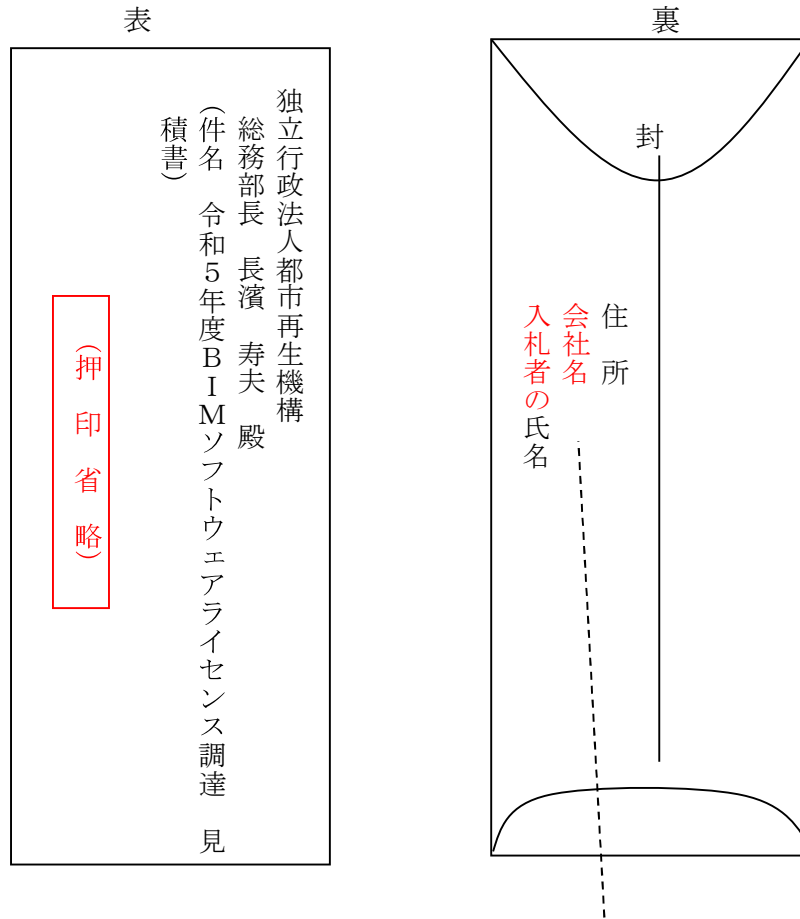 表
独立行政法人都市再生機構
総務部長　長濱　寿夫　殿
（件名　令和５年度ＢＩＭソフトウェアライセンス調達　見
積書）
（押　印　省　略）
裏
封
住　所
会社名
入札者の氏名